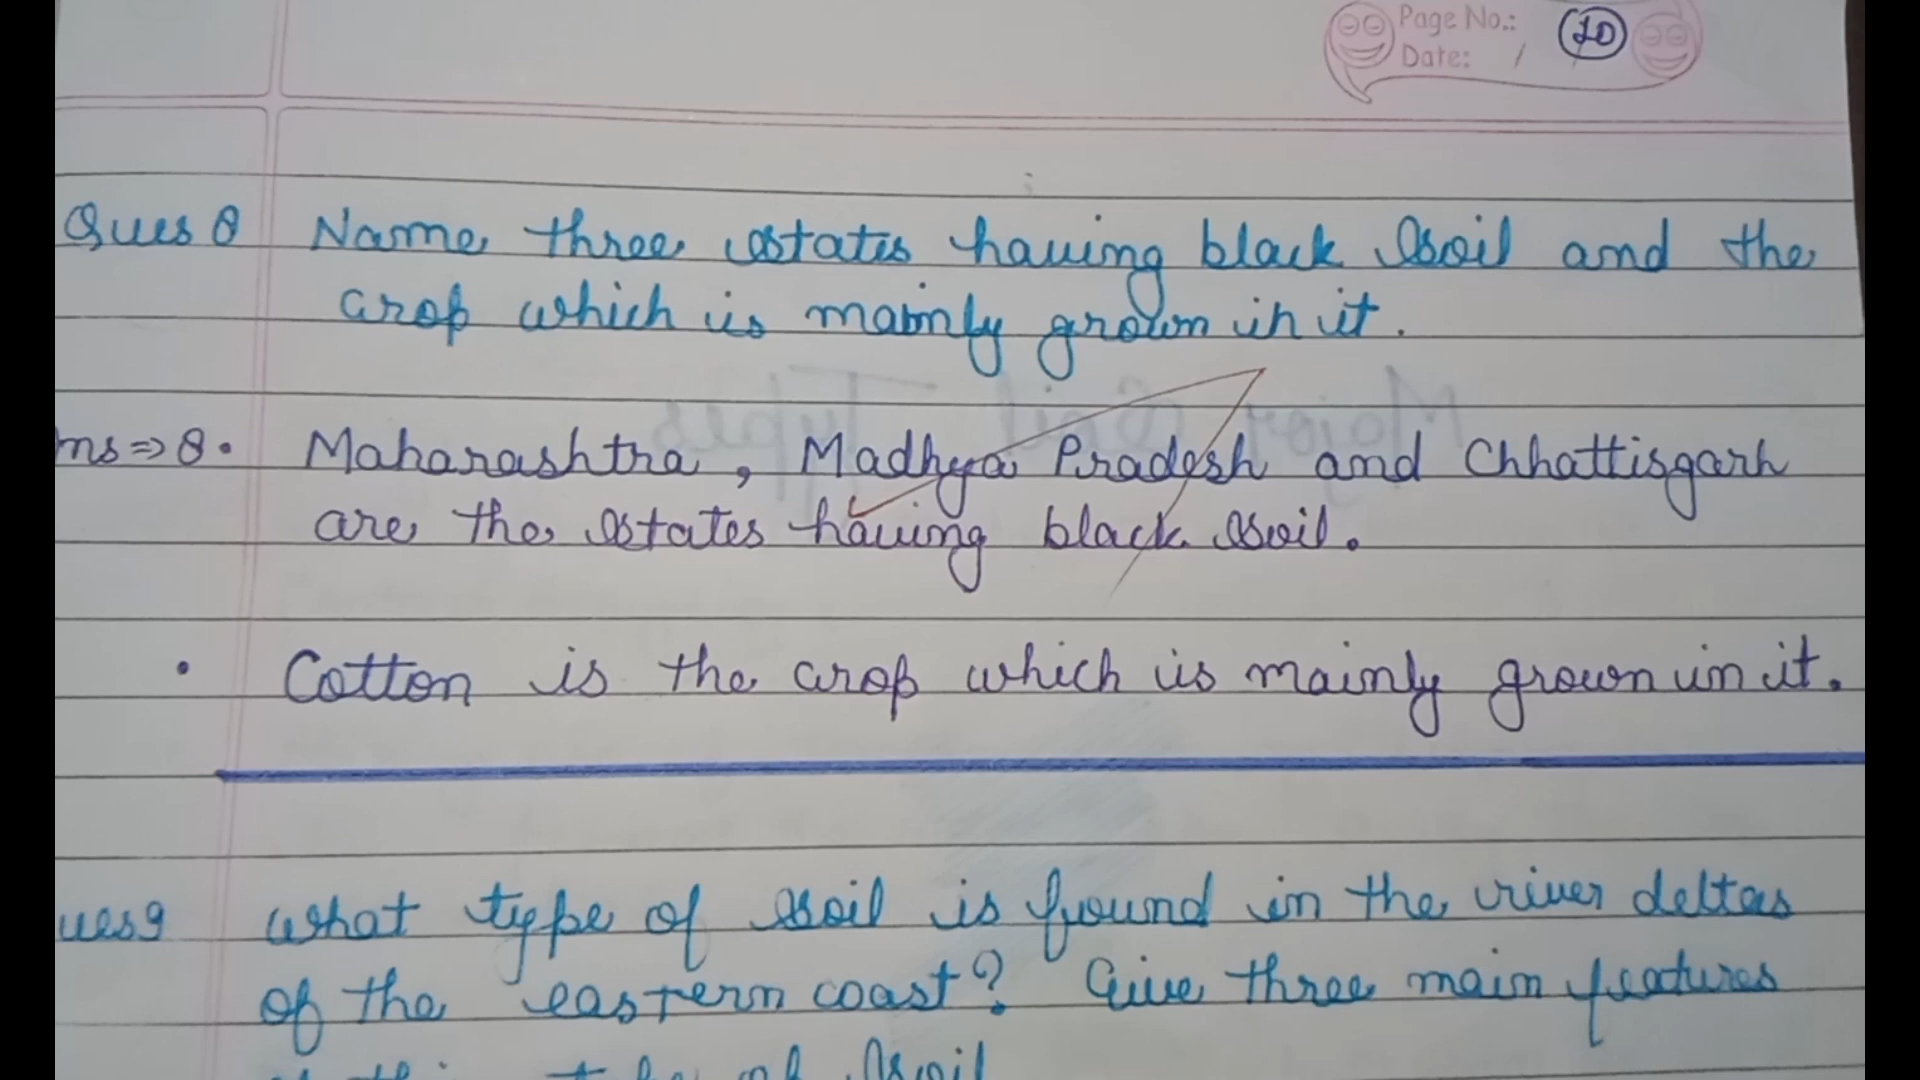 Page No.: 10
Date: /
Ques 8 Name three states having black soil and the
crop which is mainly grown in it.
ns => 8. Maharashtra, Madhya Pradesh and Chhattisgarh
are the states having black soil.
• Cotton is the crop which is mainly grown in it.
ues 9 What type of soil is found in the river deltas
of the eastern coast? Give three main features
soil